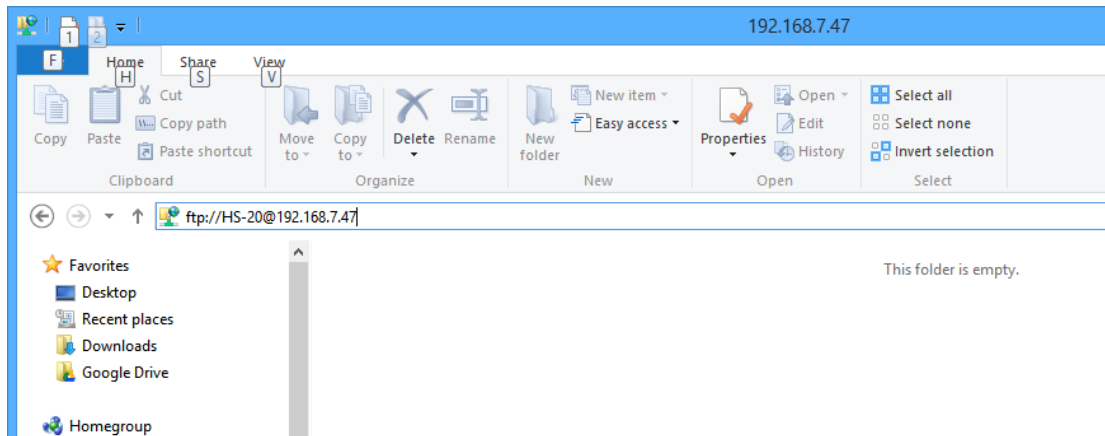 1 2 192.168.7.47
F Home Share View
H S V
Copy
Paste
Cut
W... Copy path
Paste shortcut
Clipboard
Move to
Copy to
Delete
Rename
Organize
New folder
New item
Easy access
New
Properties
Open
Edit
History
Open
Select all
Select none
Invert selection
Select
ftp://HS-20@192.168.7.47
Favorites
Desktop
Recent places
Downloads
Google Drive
Homegroup
This folder is empty.